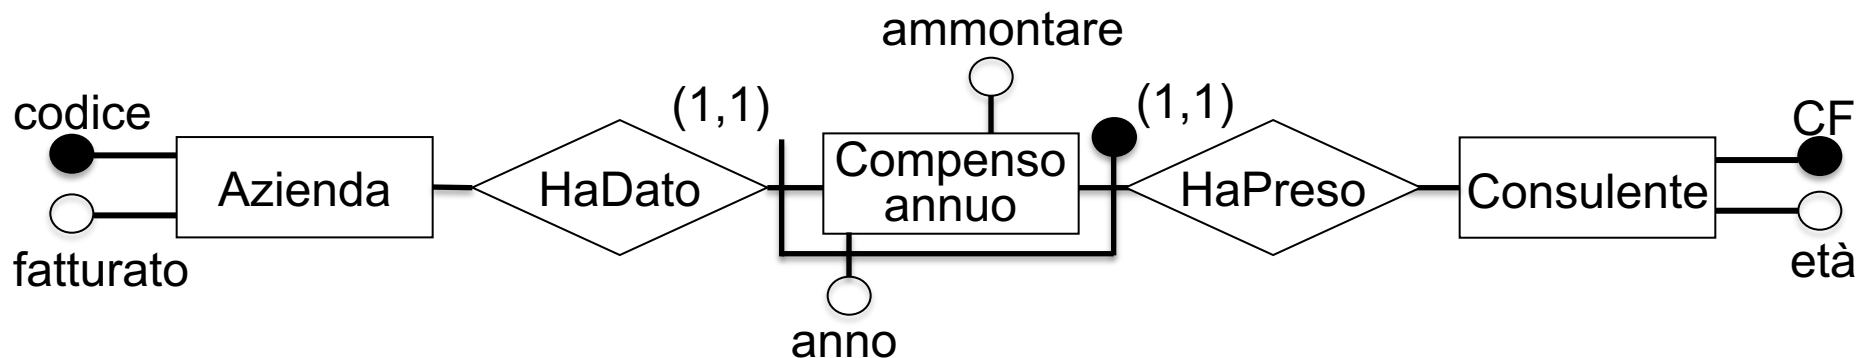 ammontare
codice
(1,1)
(1,1)
CF
Azienda
HaDato
Compenso
annuo
HaPreso
Consulente
fatturato
età
anno